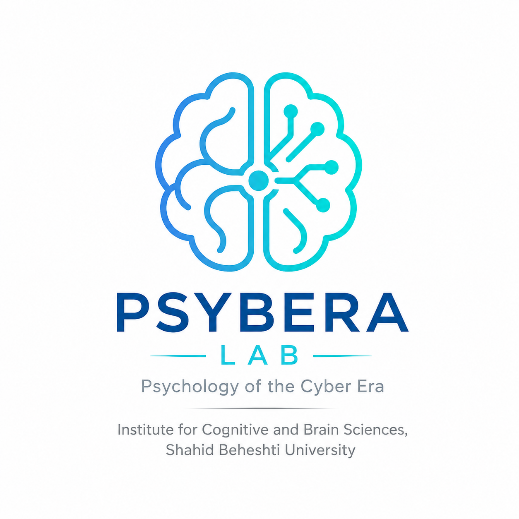 PSYBERA
LAB
Psychology of the Cyber Era
Institute for Cognitive and Brain Sciences,
Shahid Beheshti University